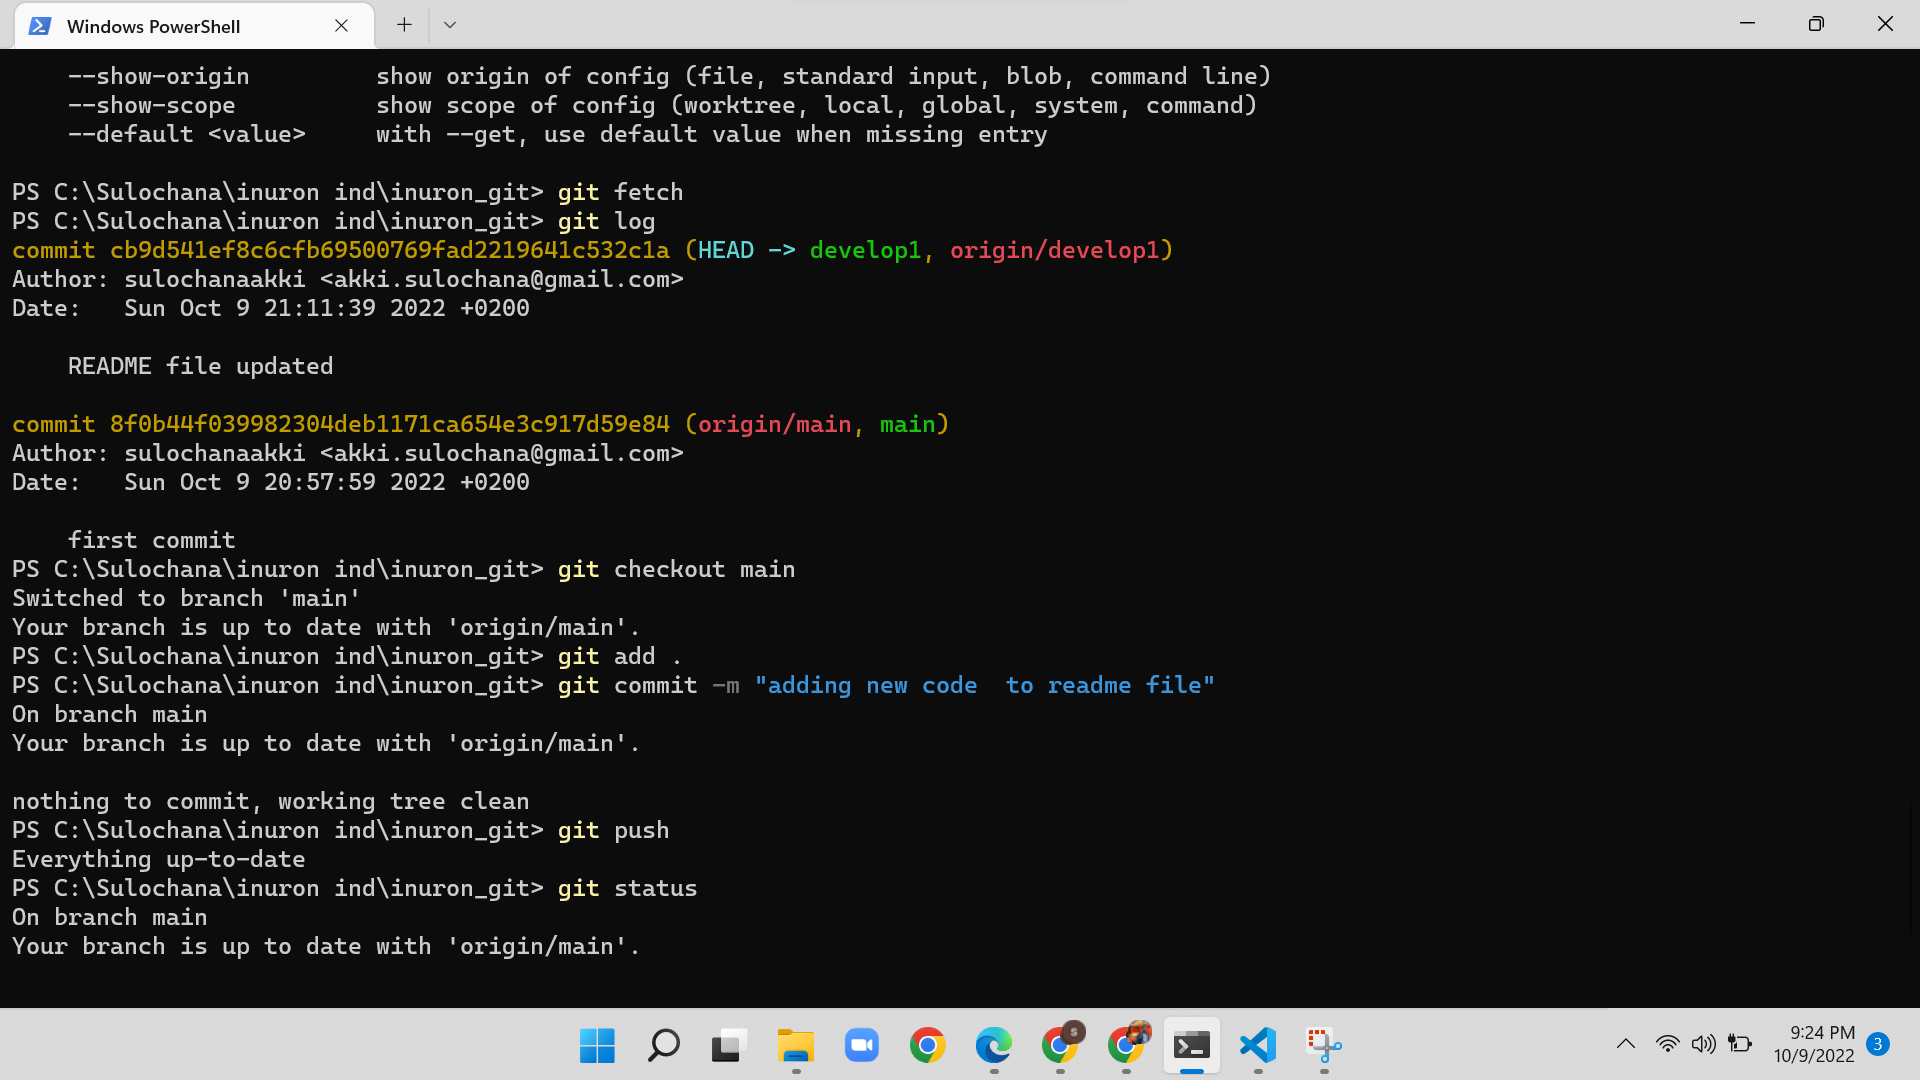 Windows PowerShell
--show-origin show origin of config (file, standard input, blob, command line)
--show-scope show scope of config (worktree, local, global, system, command)
--default <value> with --get, use default value when missing entry
PS C:\Sulochana\inuron ind\inuron_git> git fetch
PS C:\Sulochana\inuron ind\inuron_git> git log
commit cb9d541ef8c6cfb69500769fad2219641c532c1a (HEAD -> develop1, origin/develop1)
Author: sulochanaakki <akki.sulochana@gmail.com>
Date: Sun Oct 9 21:11:39 2022 +0200
README file updated
commit 8f0b44f039982304deb1171ca654e3c917d59e84 (origin/main, main)
Author: sulochanaakki <akki.sulochana@gmail.com>
Date: Sun Oct 9 20:57:59 2022 +0200
first commit
PS C:\Sulochana\inuron ind\inuron_git> git checkout main
Switched to branch 'main'
Your branch is up to date with 'origin/main'.
PS C:\Sulochana\inuron ind\inuron_git> git add .
PS C:\Sulochana\inuron ind\inuron_git> git commit -m "adding new code  to readme file"
On branch main
Your branch is up to date with 'origin/main'.
nothing to commit, working tree clean
PS C:\Sulochana\inuron ind\inuron_git> git push
Everything up-to-date
PS C:\Sulochana\inuron ind\inuron_git> git status
On branch main
Your branch is up to date with 'origin/main'.
S
9:24 PM
10/9/2022
3